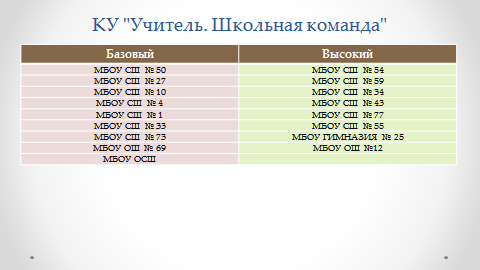 КУ "Учитель. Школьная команда"
Базовый Высокий
МБОУ СШ № 50 МБОУ СШ № 54
МБОУ СШ № 27 МБОУ СШ № 59
МБОУ СШ № 10 МБОУ СШ № 34
МБОУ СШ № 4 МБОУ СШ № 43
МБОУ СШ № 1 МБОУ СШ № 77
МБОУ СШ № 33 МБОУ СШ № 55
МБОУ СШ № 73 МБОУ ГИМНАЗИЯ № 25
МБОУ ОШ № 69 МБОУ ОШ №12
МБОУ ОСШ